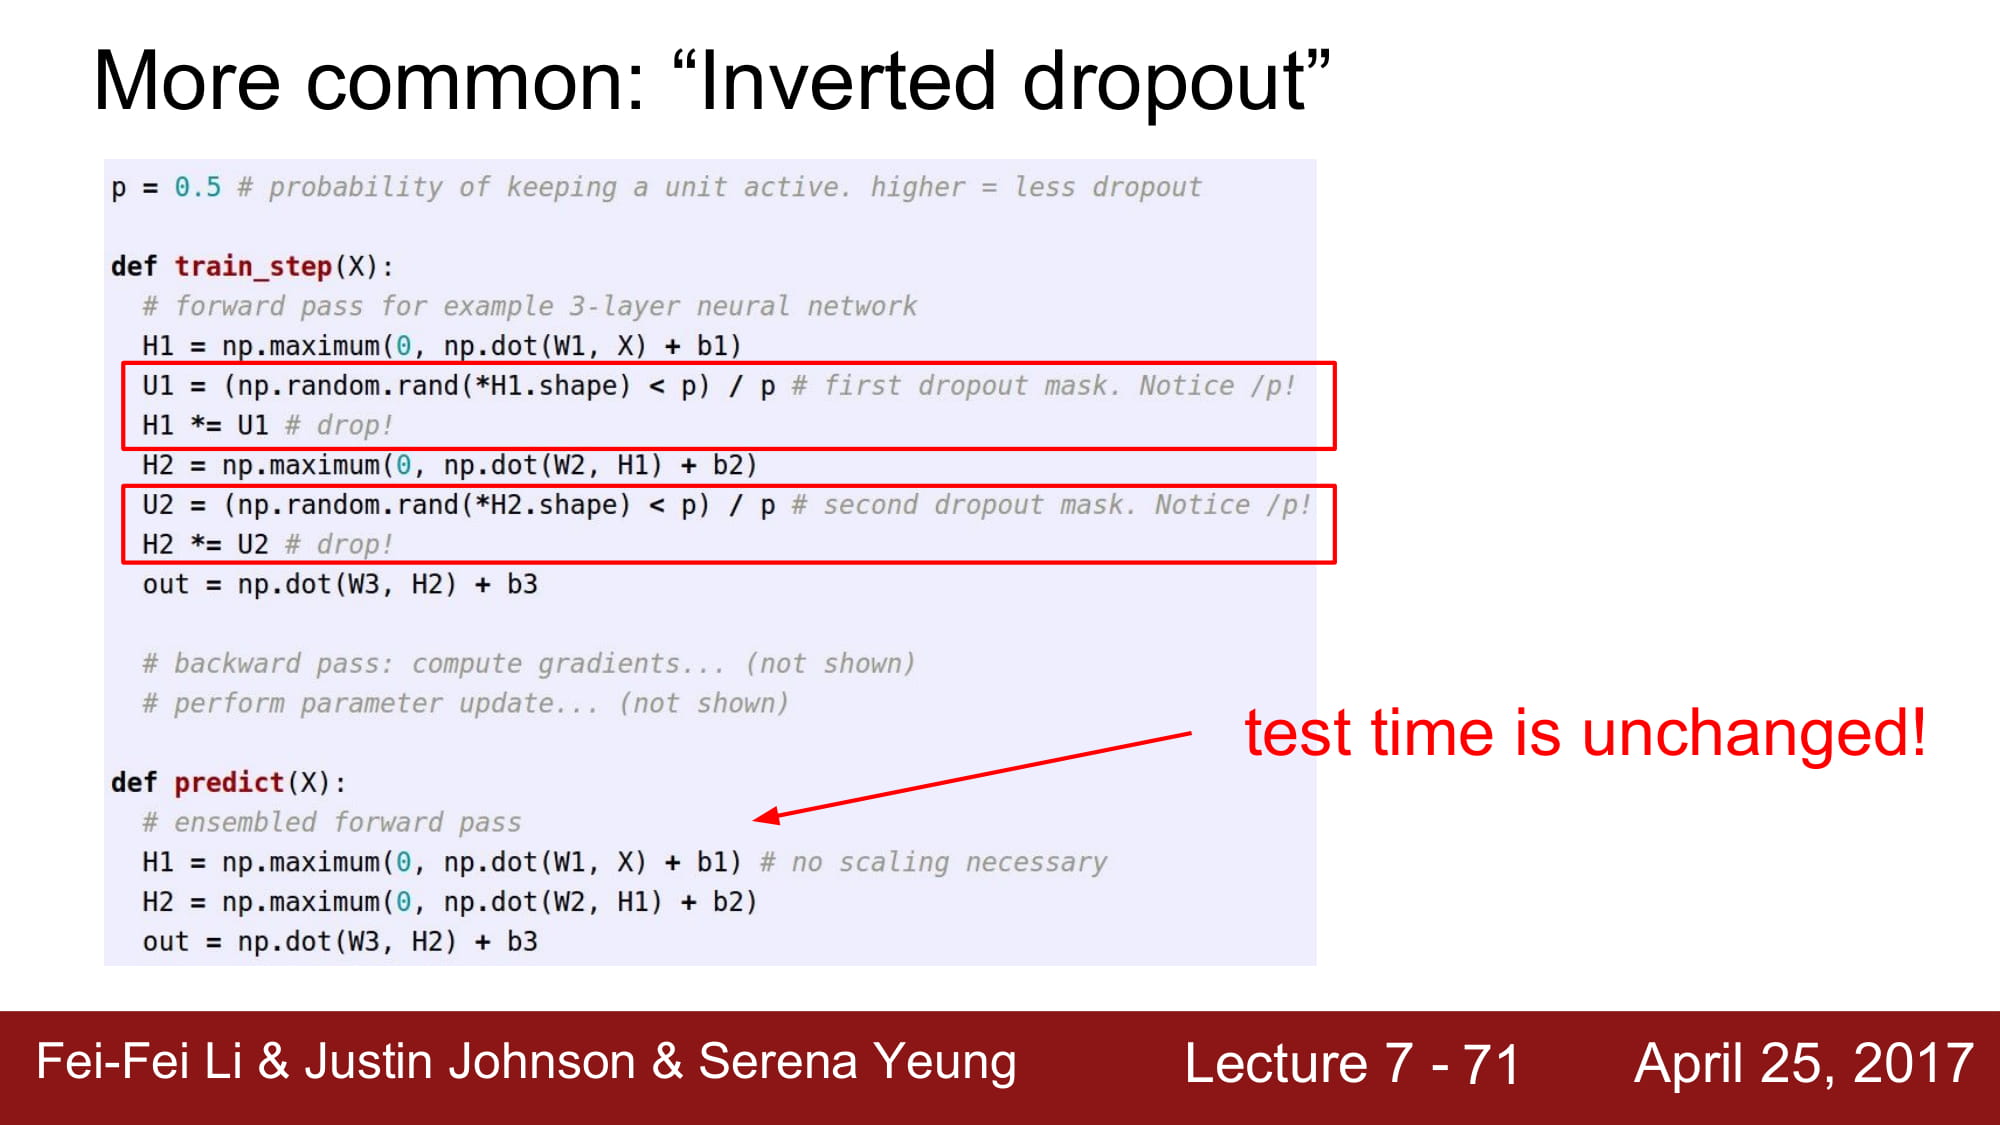 More common: “Inverted dropout”
p = 0.5 # probability of keeping a unit active. higher = less dropout
def train_step(X):
# forward pass for example 3-layer neural network
H1 = np.maximum(0, np.dot(W1, X) + b1)
U1 = (np.random.rand(*H1.shape) < p) / p # first dropout mask. Notice /p!
H1 *= U1 # drop!
H2 = np.maximum(0, np.dot(W2, H1) + b2)
U2 = (np.random.rand(*H2.shape) < p) / p # second dropout mask. Notice /p!
H2 *= U2 # drop!
out = np.dot(W3, H2) + b3
# backward pass: compute gradients... (not shown)
# perform parameter update... (not shown)
test time is unchanged!
def predict(X):
# ensembled forward pass
H1 = np.maximum(0, np.dot(W1, X) + b1) # no scaling necessary
H2 = np.maximum(0, np.dot(W2, H1) + b2)
out = np.dot(W3, H2) + b3
Fei-Fei Li & Justin Johnson & Serena Yeung
Lecture 7 - 71
April 25, 2017